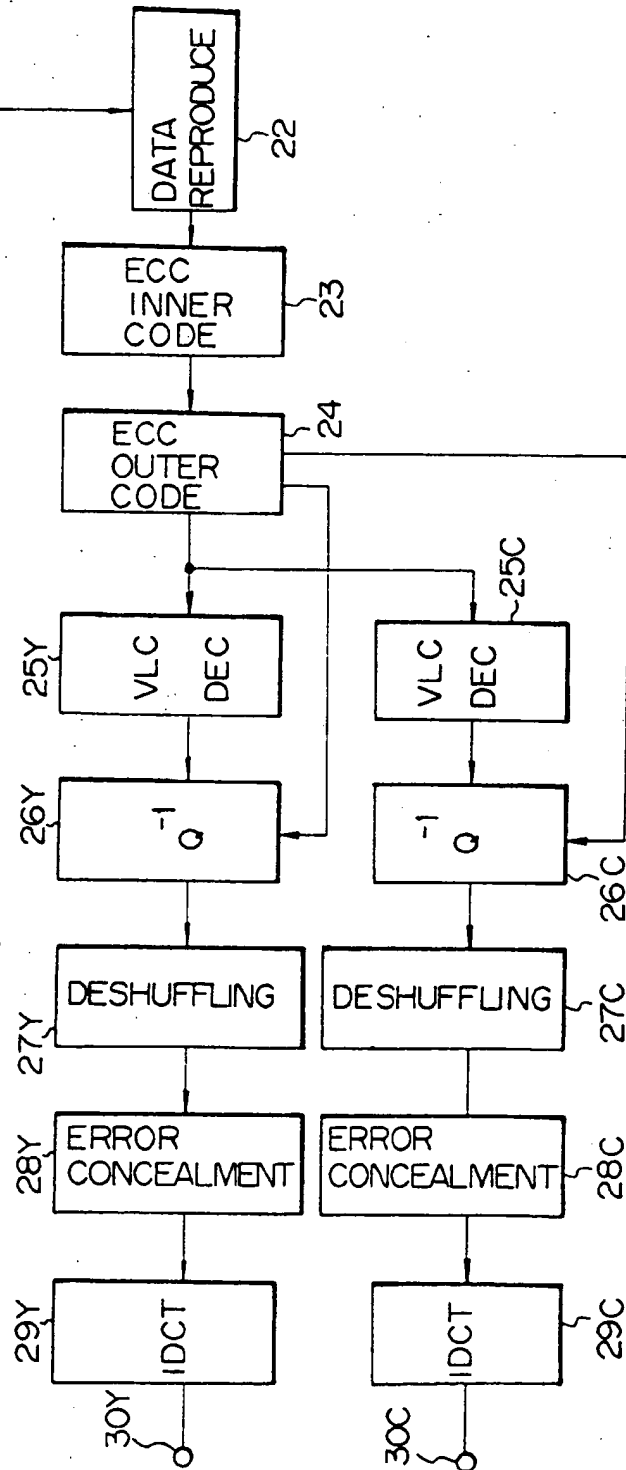 DATA
REPRODUCE
22
ECC
INNER
CODE
23
ECC
OUTER
CODE
24
25Y
VLC
DEC
25C
VLC
DEC
26Y
Q⁻¹
26C
Q⁻¹
27Y
DESHUFFLING
27C
DESHUFFLING
28Y
ERROR
CONCEALMENT
28C
ERROR
CONCEALMENT
29Y
IDCT
29C
IDCT
30Y
30C